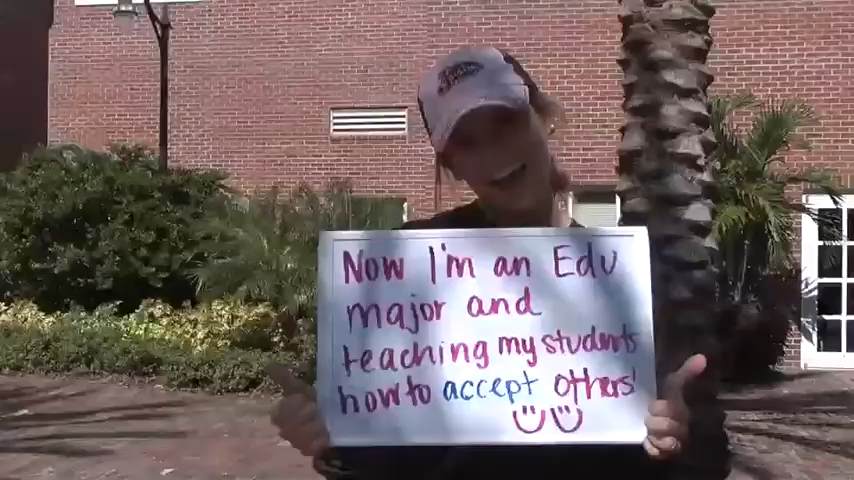 Now I'm an Edu
major and
teaching my students
how to accept others!